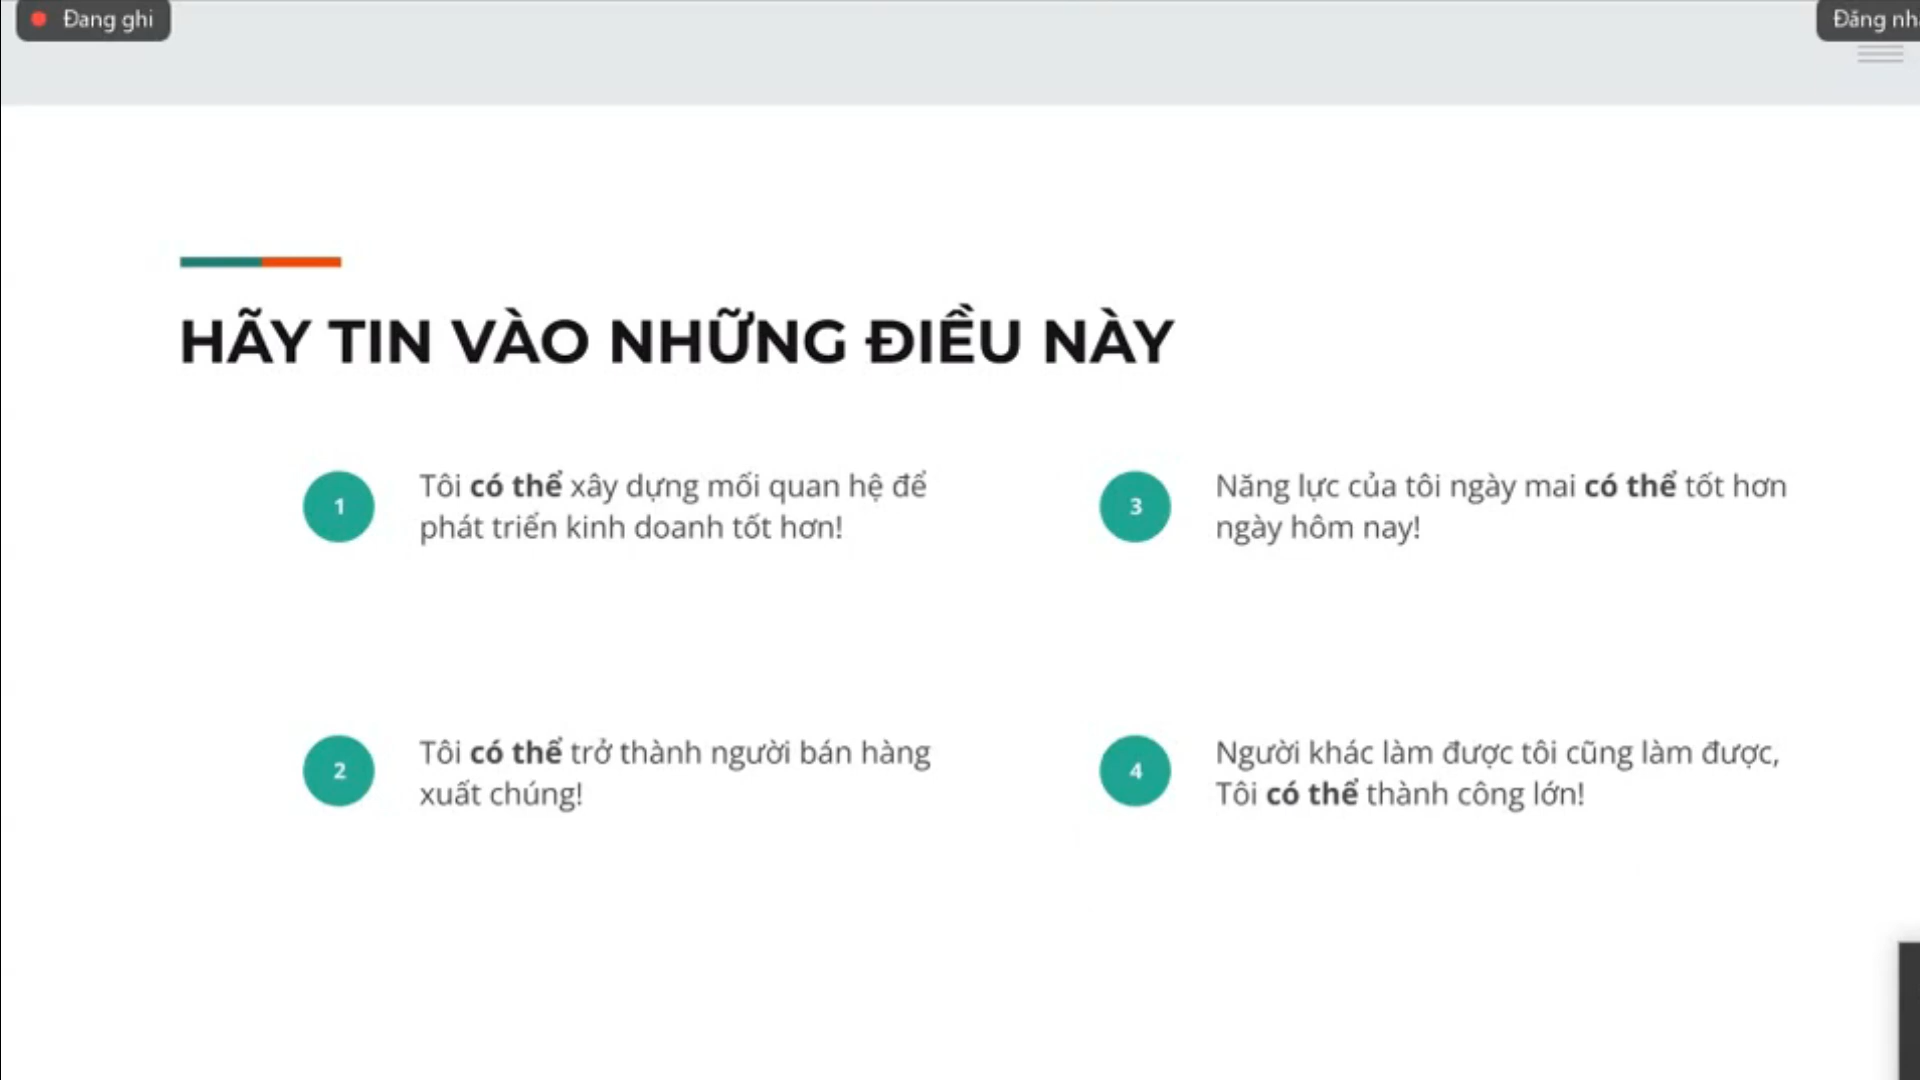 Đang ghi
HÃY TIN VÀO NHỮNG ĐIỀU NÀY
1
Tôi có thể xây dựng mối quan hệ để
phát triển kinh doanh tốt hơn!
2
Tôi có thể trở thành người bán hàng
xuất chúng!
3
Năng lực của tôi ngày mai có thể tốt hơn
ngày hôm nay!
4
Người khác làm được tôi cũng làm được,
Tôi có thể thành công lớn!